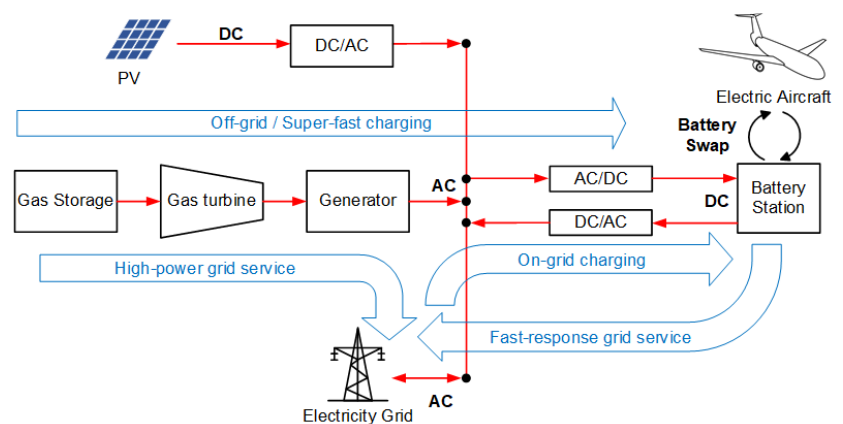 DC
DC/AC
PV
Electric Aircraft
Off-grid / Super-fast charging
Battery
Swap
AC
AC/DC
Gas Storage
Gas turbine
Generator
Battery
Station
DC
DC/AC
High-power grid service
On-grid charging
Fast-response grid service
AC
Electricity Grid